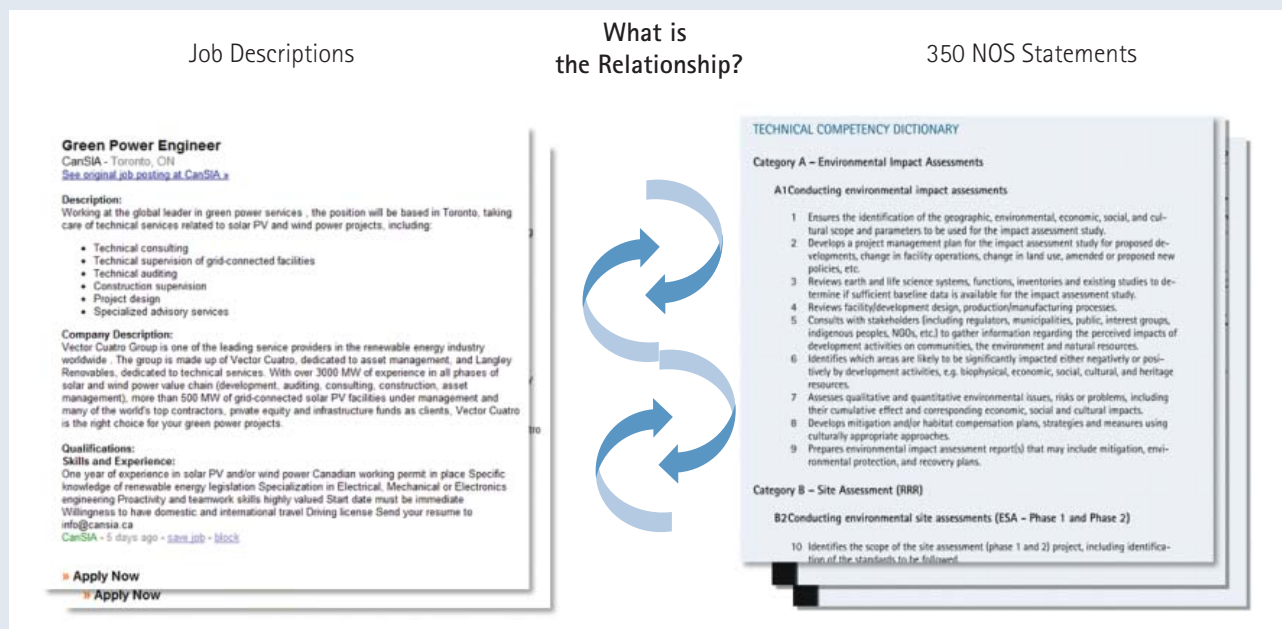 Job Descriptions
What is
the Relationship?
350 NOS Statements
Green Power Engineer
CanSIA - Toronto, ON
See original job posting at CanSIA »
Description:
Working at the global leader in green power services , the position will be based in Toronto, taking
care of technical services related to solar PV and wind power projects, including:
• Technical consulting
• Technical supervision of grid-connected facilities
• Technical auditing
• Construction supervision
• Project design
• Specialized advisory services
Company Description:
Vector Cuatro Group is one of the leading service providers in the renewable energy industry
worldwide . The group is made up of Vector Cuatro, dedicated to asset management, and Langley
Renovables, dedicated to technical services. With over 3000 MW of experience in all phases of
solar and wind power value chain (development, auditing, consulting, construction, asset
management), more than 500 MW of grid-connected solar PV facilities under management and
many of the world's top contractors, private equity and infrastructure funds as clients, Vector Cuatro
is the right choice for your green power projects.
Qualifications:
Skills and Experience:
One year of experience in solar PV and/or wind power Canadian working permit in place Specific
knowledge of renewable energy legislation Specialization in Electrical, Mechanical or Electronics
engineering Proactivity and teamwork skills highly valued Start date must be immediate
Willingness to have domestic and international travel Driving license Send your resume to
info@cansia.ca
CanSIA - 5 days ago - save job - block
» Apply Now
» Apply Now
tro
TECHNICAL COMPETENCY DICTIONARY
Category A – Environmental Impact Assessments
A1Conducting environmental impact assessments
1 Ensures the identification of the geographic, environmental, economic, social, and cul-
tural scope and parameters to be used for the impact assessment study.
2 Develops a project management plan for the impact assessment study for proposed de-
velopments, change in facility operations, change in land use, amended or proposed new
policies, etc.
3 Reviews earth and life science systems, functions, inventories and existing studies to de-
termine if sufficient baseline data is available for the impact assessment study.
4 Reviews facility/development design, production/manufacturing processes.
5 Consults with stakeholders (including regulators, municipalities, public, interest groups,
indigenous peoples, NGOs, etc.) to gather information regarding the perceived impacts of
development activities on communities, the environment and natural resources.
6 Identifies which areas are likely to be significantly impacted either negatively or posi-
tively by development activities, e.g. biophysical, economic, social, cultural, and heritage
resources.
7 Assesses qualitative and quantitative environmental issues, risks or problems, including
their cumulative effect and corresponding economic, social and cultural impacts.
8 Develops mitigation and/or habitat compensation plans, strategies and measures using
culturally appropriate approaches.
9 Prepares environmental impact assessment report(s) that may include mitigation, envi-
ronmental protection, and recovery plans.
Category B – Site Assessment (RRR)
B2Conducting environmental site assessments (ESA - Phase 1 and Phase 2)
10 Identifies the scope of the site assessment (phase 1 and 2) project, including identifica-
tion of the standards to be followed.